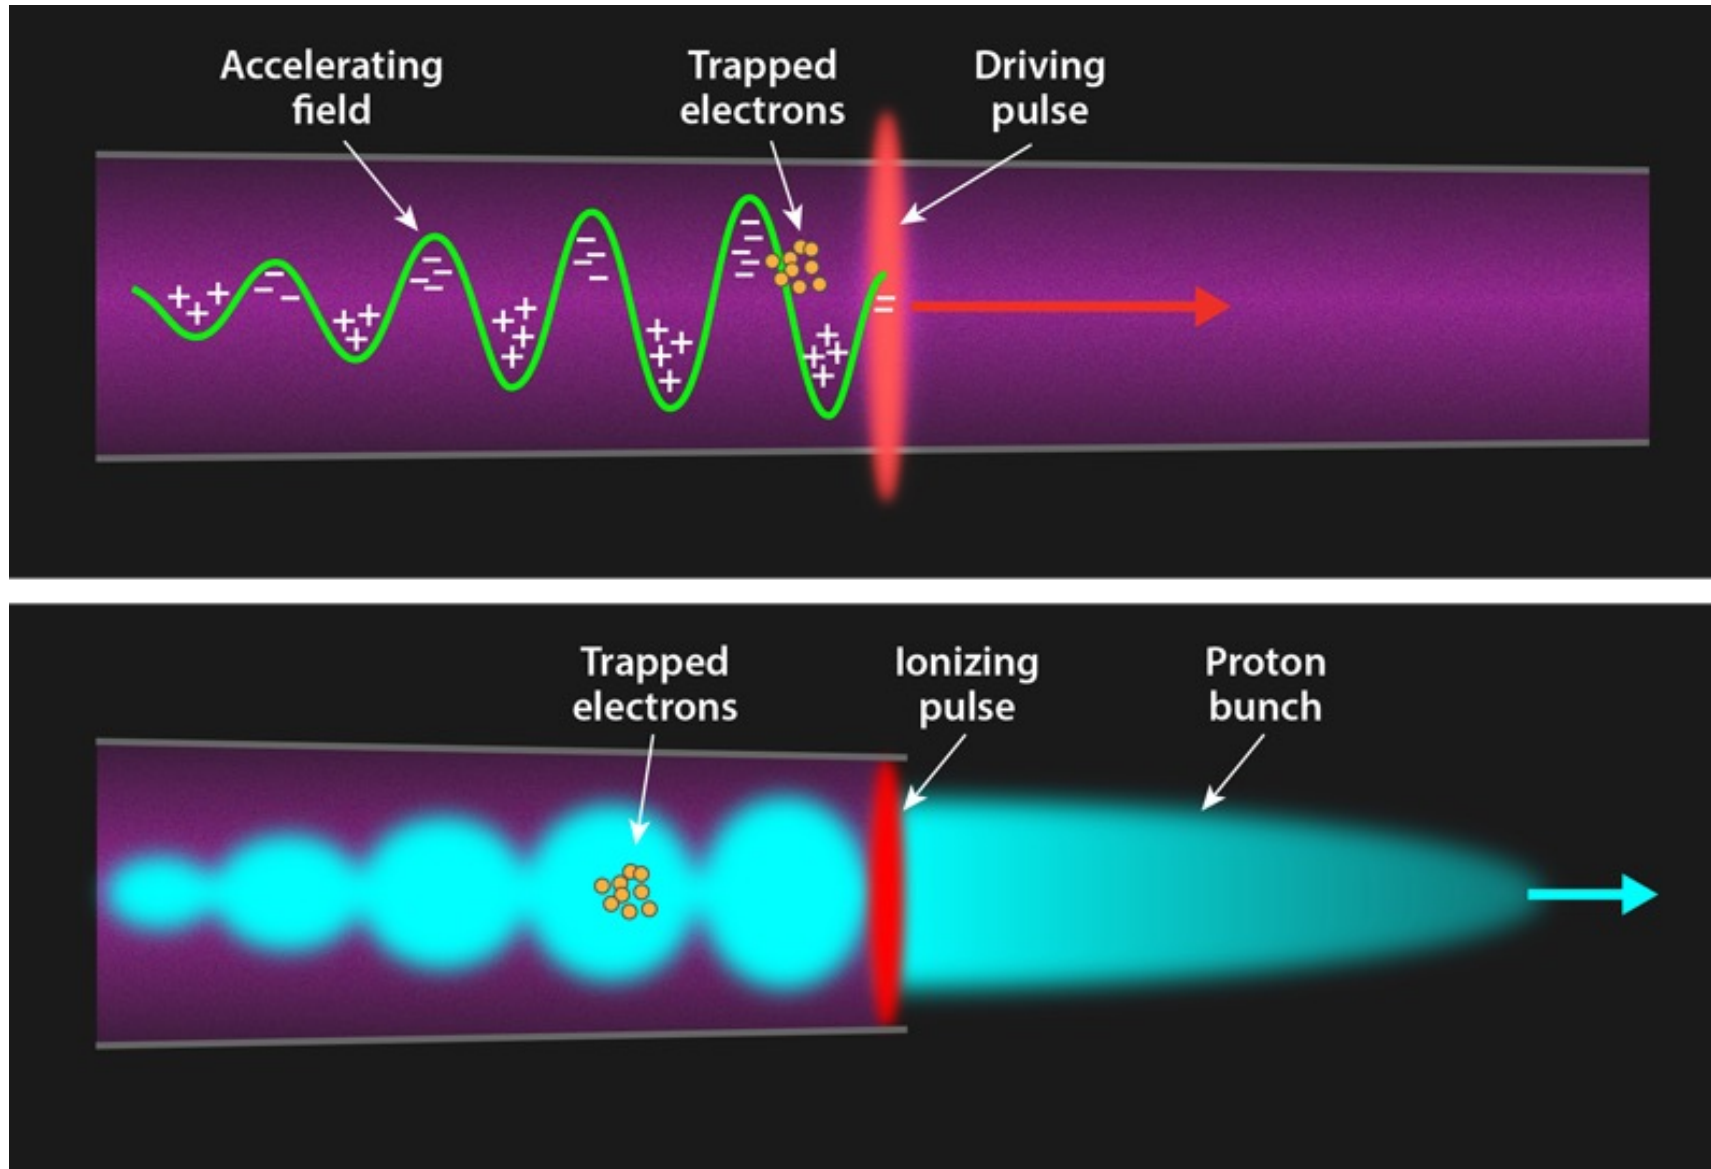 Accelerating
field
Trapped
electrons
Driving
pulse
Trapped
electrons
Ionizing
pulse
Proton
bunch